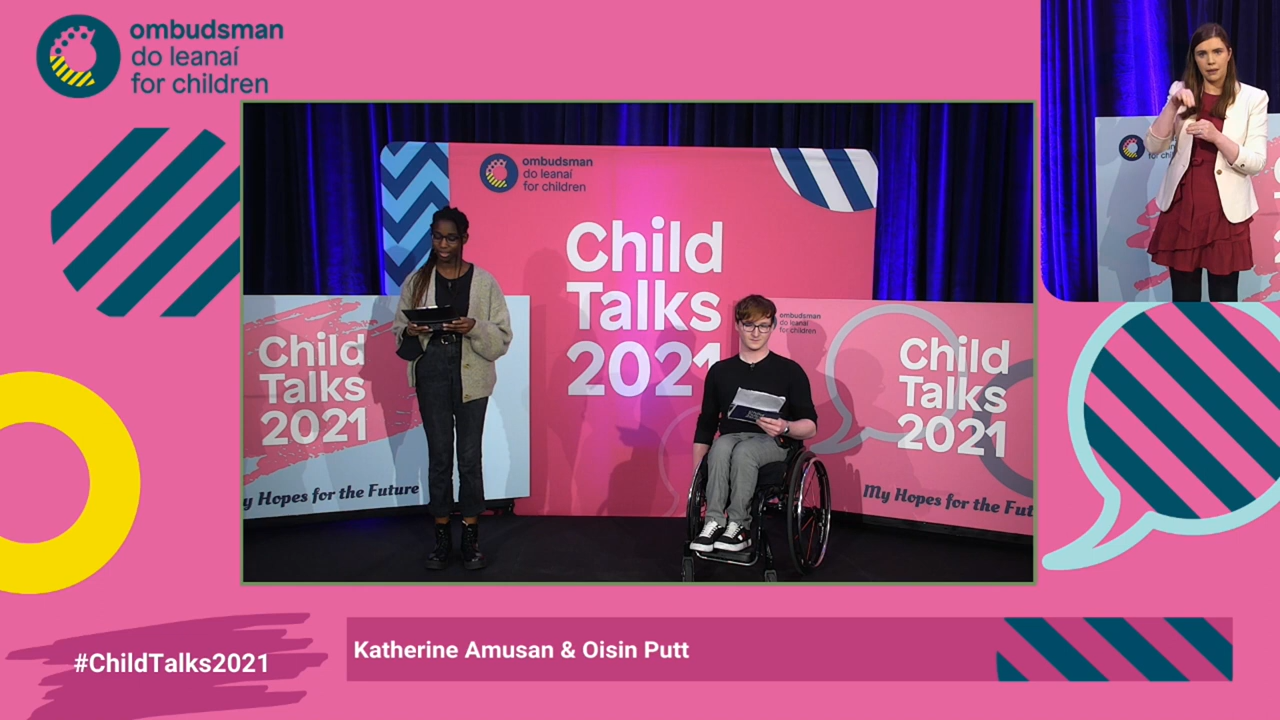 ombudsman
do leanaí
for children
ombudsman
do leanaí
for children
Child
Talks
2021
Child
Talks
2021
y Hopes for the Future
ombudsman
do leanaí
for children
Child
Talks
2021
My Hopes for the Fut
#ChildTalks2021
Katherine Amusan & Oisin Putt